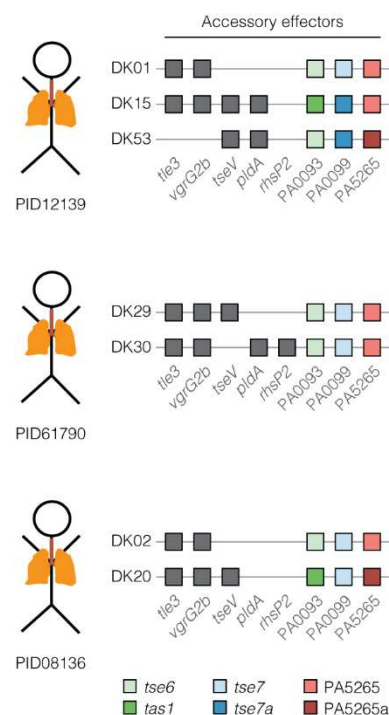 Accessory effectors
DK01
DK15
DK53
tle3 vgrG2b tseV pldA rhsP2 PA0093 PA0099 PA5265
PID12139
DK29
DK30
tle3 vgrG2b tseV pldA rhsP2 PA0093 PA0099 PA5265
PID61790
DK02
DK20
tle3 vgrG2b tseV pldA rhsP2 PA0093 PA0099 PA5265
PID08136
tse6 tse7 PA5265
tas1 tse7a PA5265a